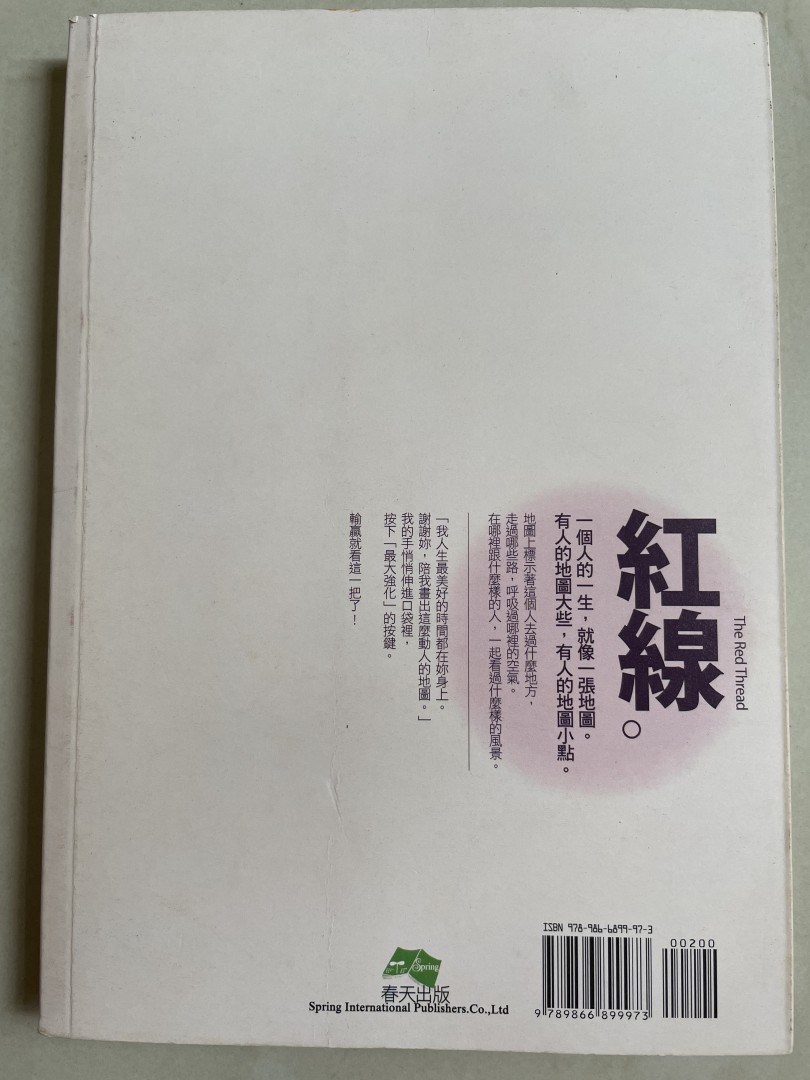 紅線。
The Red Thread
一個人的一生，就像一張地圖。
有人的地圖大些，有人的地圖小點。
地圖上標示著這個人去過什麼地方，
走過哪些路，呼吸過哪裡的空氣。
在哪裡跟什麼樣的人，一起看過什麼樣的風景。
「我人生最美好的時間都在妳身上。
謝謝妳，陪我畫出這麼動人的地圖。」
我的手悄悄伸進口袋裡，
按下「最大強化」的按鍵。
輸贏就看這一把了！
Spring
春天出版
Spring International Publishers.Co.,Ltd
ISBN 978-986-6899-97-3
00200
9 789866 899973